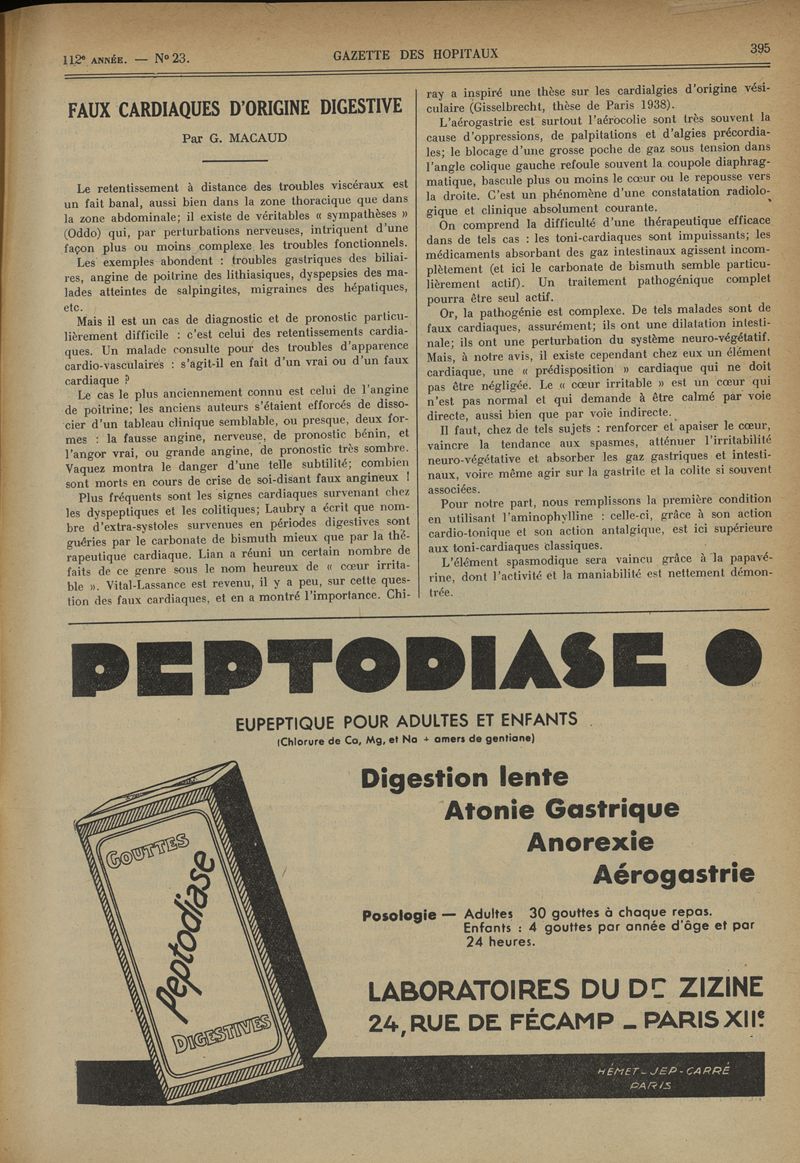 112e ANNÉE. — N° 23.
GAZETTE DES HOPITAUX
395
FAUX CARDIAQUES D'ORIGINE DIGESTIVE
Par G. MACAUD
Le retentissement à distance des troubles viscéraux est
un fait banal, aussi bien dans la zone thoracique que dans
la zone abdominale; il existe de véritables « sympathèses »
(Oddo) qui, par perturbations nerveuses, intriquent d'une
façon plus ou moins complexe les troubles fonctionnels.
Les exemples abondent : troubles gastriques des biliai-
res, angine de poitrine des lithiasiques, dyspepsies des ma-
lades atteintes de salpingites, migraines des hépatiques,
etc.
Mais il est un cas de diagnostic et de pronostic particu-
lièrement difficile : c'est celui des retentissements cardia-
ques. Un malade consulte pour des troubles d'apparence
cardio-vasculaires : s'agit-il en fait d'un vrai ou d'un faux
cardiaque ?
Le cas le plus anciennement connu est celui de l'angine
de poitrine; les anciens auteurs s'étaient efforcés de disso-
cier d'un tableau clinique semblable, ou presque, deux for-
mes : la fausse angine, nerveuse, de pronostic bénin, et
l'angor vrai, ou grande angine, de pronostic très sombre.
Vaquez montra le danger d'une telle subtilité; combien
sont morts en cours de crise de soi-disant faux angineux !
Plus fréquents sont les signes cardiaques survenant chez
les dyspeptiques et les colitiques; Laubry a écrit que nom-
bre d'extra-systoles survenues en périodes digestives sont
guéries par le carbonate de bismuth mieux que par la thé-
rapeutique cardiaque. Lian a réuni un certain nombre de
faits de ce genre sous le nom heureux de « cœur irrita-
ble ». Vital-Lassance est revenu, il y a peu, sur cette ques-
tion des faux cardiaques, et en a montré l'importance. Chi-
ray a inspiré une thèse sur les cardialgies d'origine vési-
culaire (Gisselbrecht, thèse de Paris 1938).
L'aérogastrie est surtout l'aérocolie sont très souvent la
cause d'oppressions, de palpitations et d'algies précordia-
les; le blocage d'une grosse poche de gaz sous tension dans
l'angle colique gauche refoule souvent la coupole diaphrag-
matique, bascule plus ou moins le cœur ou le repousse vers
la droite. C'est un phénomène d'une constatation radiolo-
gique et clinique absolument courante.
On comprend la difficulté d'une thérapeutique efficace
dans de tels cas : les toni-cardiaques sont impuissants; les
médicaments absorbant des gaz intestinaux agissent incom-
plètement (et ici le carbonate de bismuth semble particu-
lièrement actif). Un traitement pathogénique complet
pourra être seul actif.
Or, la pathogénie est complexe. De tels malades sont de
faux cardiaques, assurément; ils ont une dilatation intesti-
nale; ils ont une perturbation du système neuro-végétatif.
Mais, à notre avis, il existe cependant chez eux un élément
cardiaque, une « prédisposition » cardiaque qui ne doit
pas être négligée. Le « cœur irritable » est un cœur qui
n'est pas normal et qui demande à être calmé par voie
directe, aussi bien que par voie indirecte.
Il faut, chez de tels sujets : renforcer et apaiser le cœur,
vaincre la tendance aux spasmes, atténuer l'irritabilité
neuro-végétative et absorber les gaz gastriques et intesti-
naux, voire même agir sur la gastrite et la colite si souvent
associées.
Pour notre part, nous remplissons la première condition
en utilisant l'aminophylline : celle-ci, grâce à son action
cardio-tonique et son action antalgique, est ici supérieure
aux toni-cardiaques classiques.
L'élément spasmodique sera vaincu grâce à la papavé-
rine, dont l'activité et la maniabilité est nettement démon-
trée.
PEPTODIASE
EUPEPTIQUE POUR ADULTES ET ENFANTS
(Chlorure de Ca, Mg, et Na + amers de gentiane)
Digestion lente
Atonie Gastrique
Anorexie
Aérogastrie
GOUTTES
Peptodiase
DIGESTIVES
Posologie — Adultes 30 gouttes à chaque repas.
Enfants : 4 gouttes par année d'âge et par
24 heures.
LABORATOIRES DU Dr ZIZINE
24, RUE DE FÉCAMP – PARIS XIIe
HÉMET-JEP-CARRÉ
PARIS